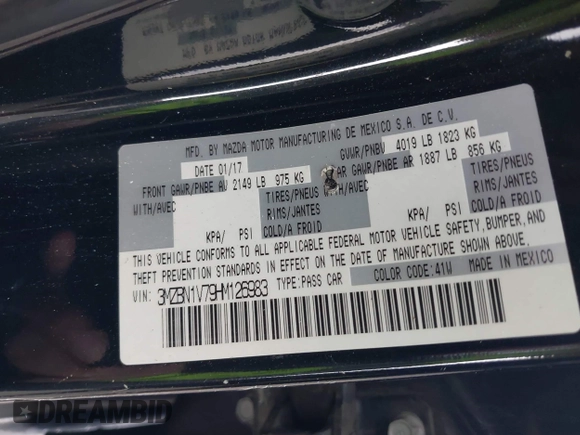 MFD. BY MAZDA MOTOR MANUFACTURING DE MEXICO S.A. DE C.V.
DATE 01/17 GVWR/PNBV 4019 LB 1823 KG
FRONT GAWR/PNBE AV 2149 LB 975 KG AR GAWR/PNBE AR 1887 LB 856 KG
WITH/AVEC TIRES/PNEUS WITH/AVEC TIRES/PNEUS
RIMS/JANTES RIMS/JANTES
KPA/ PSI COLD/A FROID KPA/ PSI COLD/A FROID
THIS VEHICLE CONFORMS TO ALL APPLICABLE FEDERAL MOTOR VEHICLE SAFETY, BUMPER, AND
THEFT PREVENTION STANDARDS IN EFFECT ON THE DATE OF MANUFACTURE SHOWN ABOVE.
VIN: 3MZBN1V79HM126983 TYPE: PASS CAR COLOR CODE: 41W MADE IN MEXICO
DREAMBID